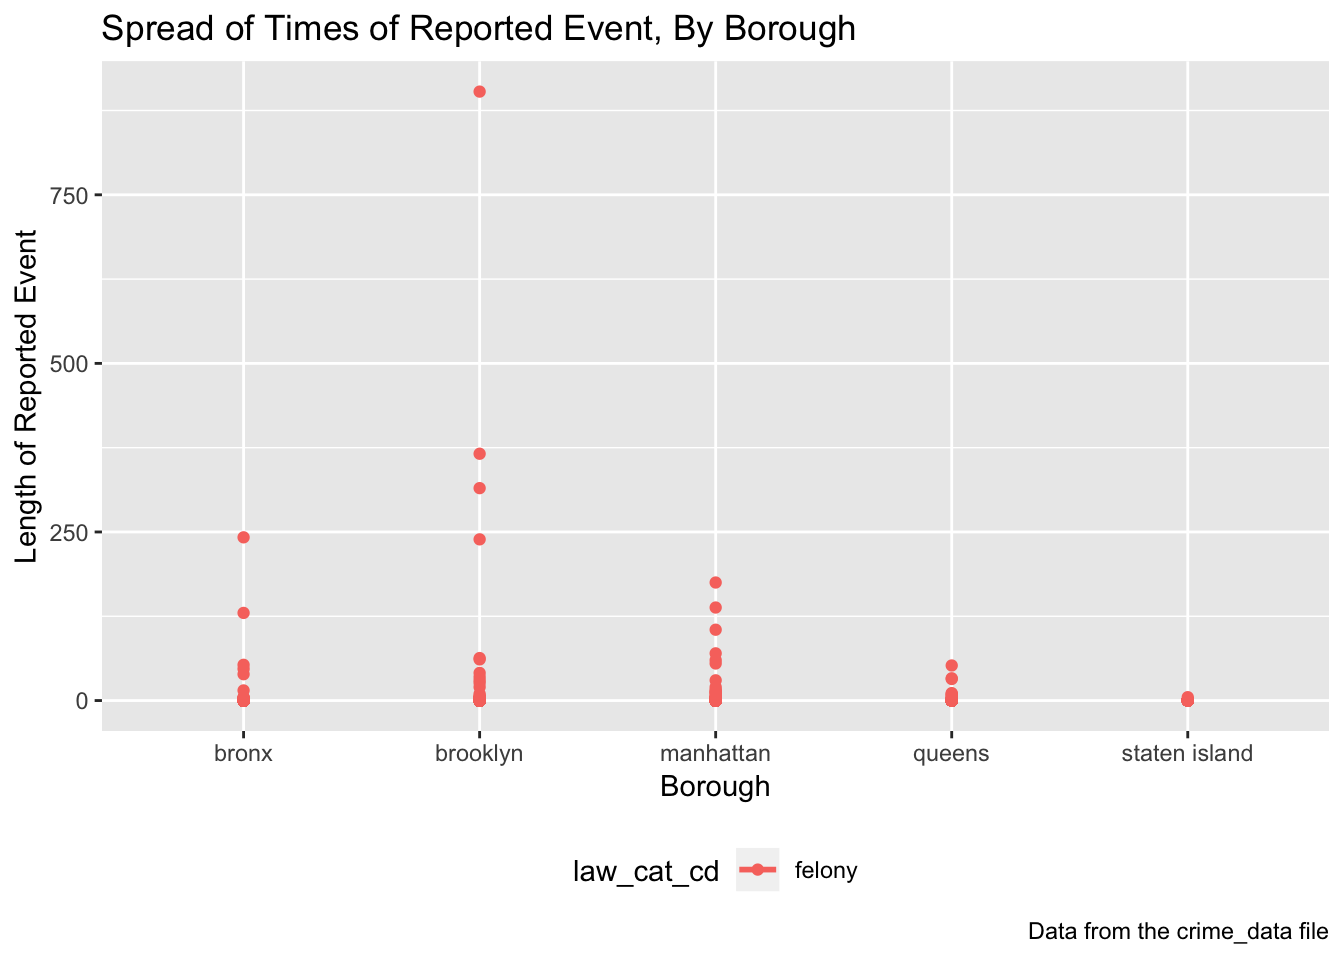 Spread of Times of Reported Event, By Borough
Length of Reported Event
750
500
250
0
bronx brooklyn manhattan queens staten island
Borough
law_cat_cd felony
Data from the crime_data file